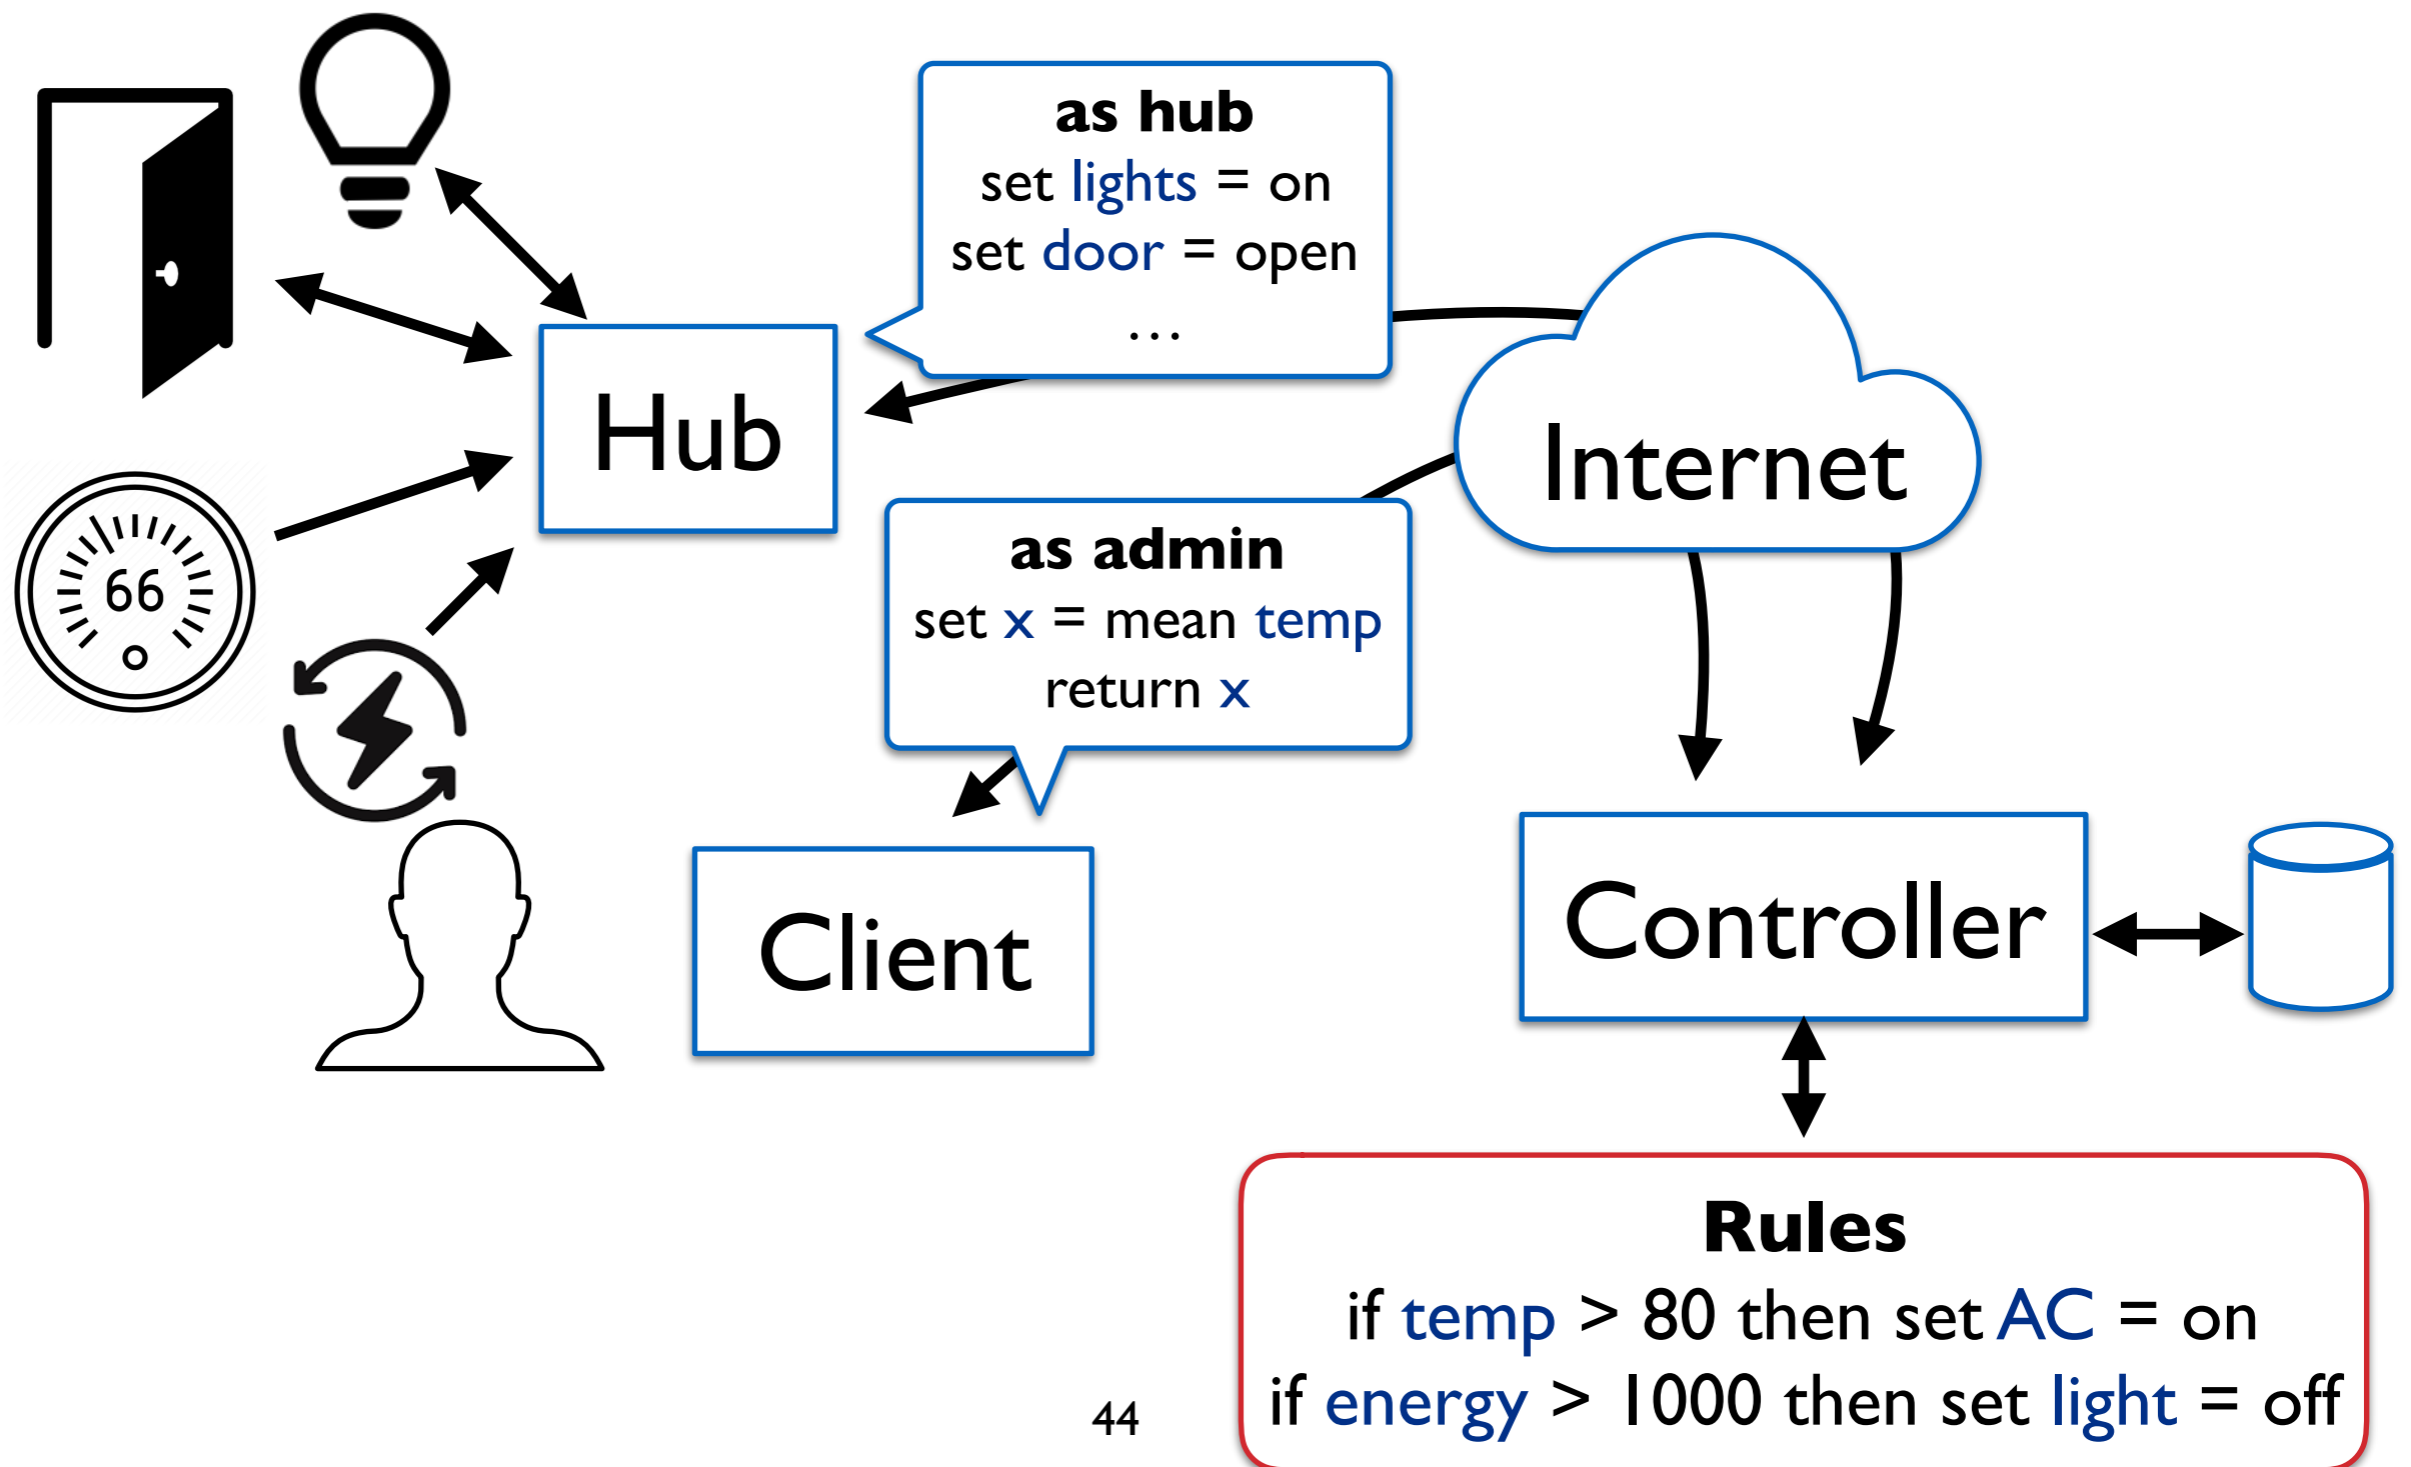 as hub
set lights = on
set door = open
...
Hub
Internet
66
as admin
set x = mean temp
return x
Client
Controller
Rules
if temp > 80 then set AC = on
if energy > 1000 then set light = off
44